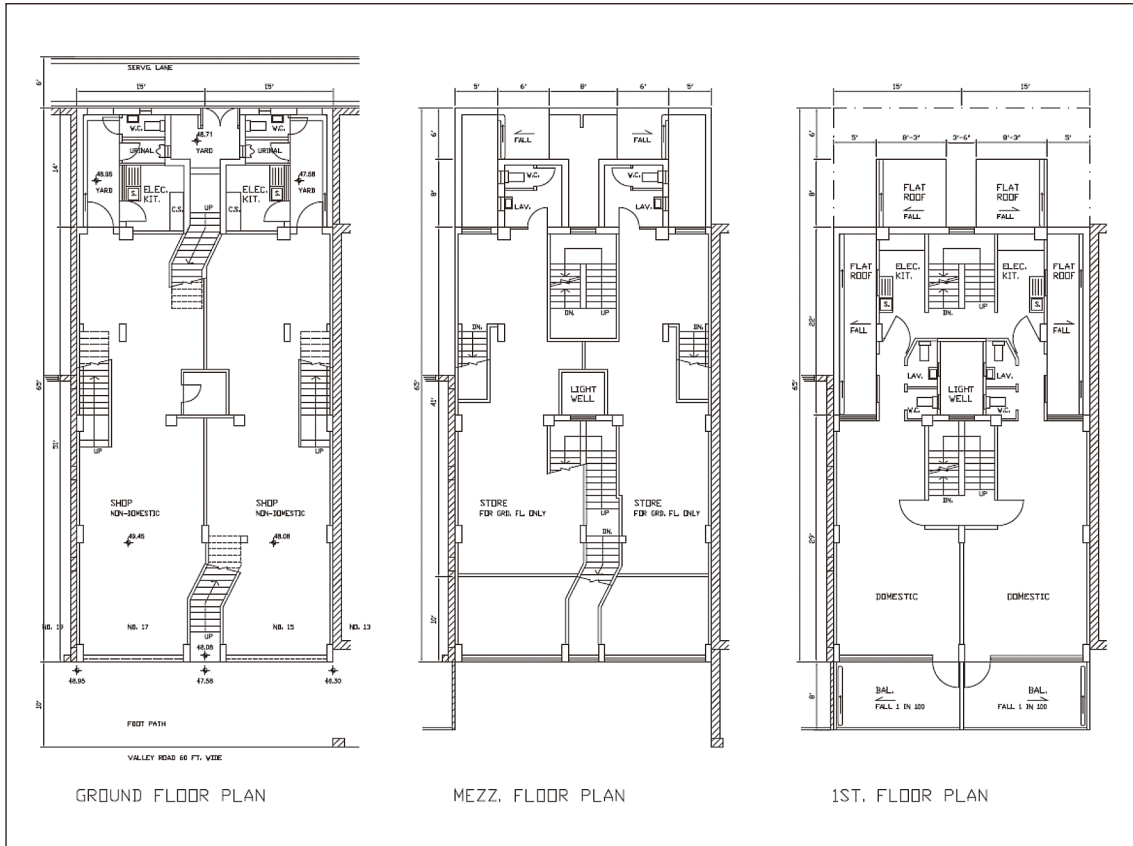 SERVG. LANE
6'
15'
15'
W.C.
W.C.
48.71
YARD
URINAL
URINAL
48.95
YARD
ELEC.
KIT.
S.
C.S.
UP
C.S.
ELEC.
KIT.
S.
47.58
YARD
14'
65'
51'
UP
UP
SHOP
NON-DOMESTIC
49.45
SHOP
NON-DOMESTIC
48.08
NO. 19
NO. 17
UP
NO. 15
NO. 13
48.08
48.95
47.58
46.30
10'
FOOT PATH
VALLEY ROAD 60 FT. WIDE
GROUND FLOOR PLAN
5'
6'
8'
6'
5'
6'
FALL
FALL
8'
W.C.
LAV.
W.C.
LAV.
DN.
UP
DN.
DN.
65'
41'
LIGHT
WELL
STORE
FOR GRD. FL. ONLY
UP
STORE
FOR GRD. FL. ONLY
DN.
10'
MEZZ. FLOOR PLAN
15'
15'
6'
5'
8'-3"
3'-6"
8'-3"
5'
8'
FLAT
ROOF
FALL
FLAT
ROOF
FALL
FLAT
ROOF
FALL
ELEC.
KIT.
S.
DN.
UP
ELEC.
KIT.
S.
FLAT
ROOF
FALL
22'
65'
LAV.
W.C.
LIGHT
WELL
LAV.
W.C.
DN.
UP
29'
DOMESTIC
DOMESTIC
8'
BAL.
FALL 1 IN 100
BAL.
FALL 1 IN 100
1ST. FLOOR PLAN